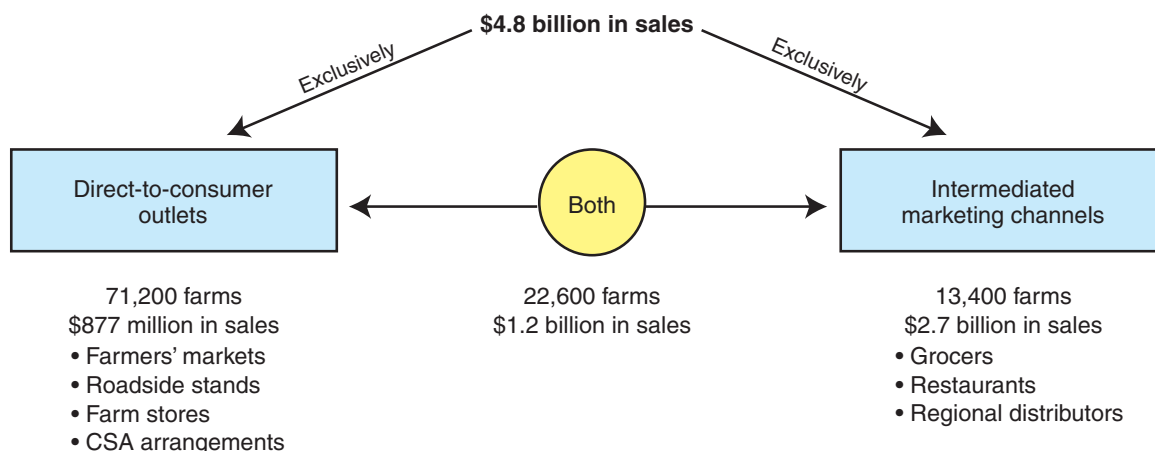 $4.8 billion in sales
Exclusively
Exclusively
Direct-to-consumer
outlets
Both
Intermediated
marketing channels
71,200 farms
$877 million in sales
• Farmers’ markets
• Roadside stands
• Farm stores
• CSA arrangements
22,600 farms
$1.2 billion in sales
13,400 farms
$2.7 billion in sales
• Grocers
• Restaurants
• Regional distributors